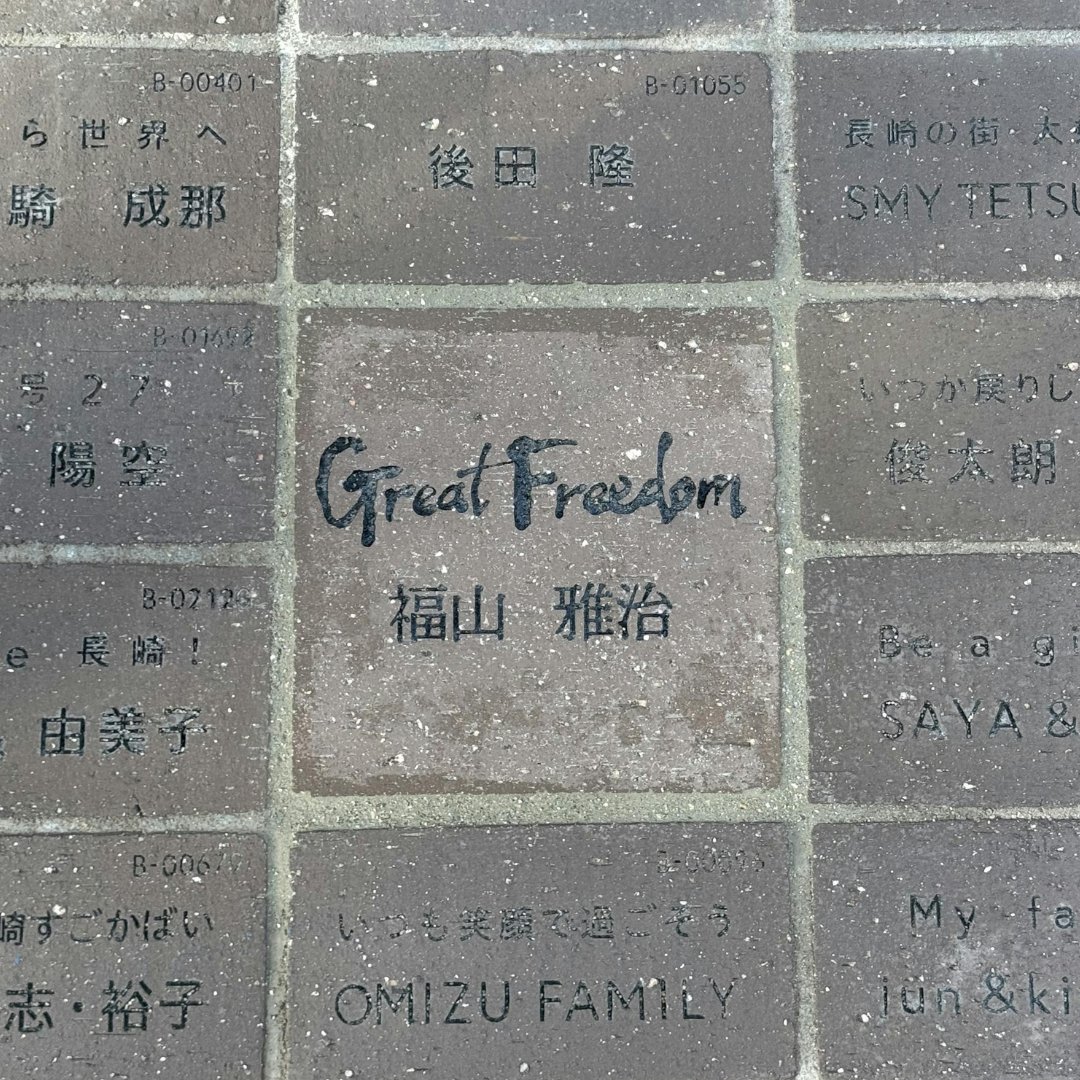 B-00401
ら世界へ
騎 成那
B-01055
後田 隆
長崎の街
SMY TETSU
号27
陽空
Great Freedom
福山 雅治
いつか戻りし
俊太朗
e 長崎！
由美子
Be a gi
SAYA &
崎すごかばい
志・裕子
いつも笑顔で過ごそう
OMIZU FAMILY
My fa
jun & ki